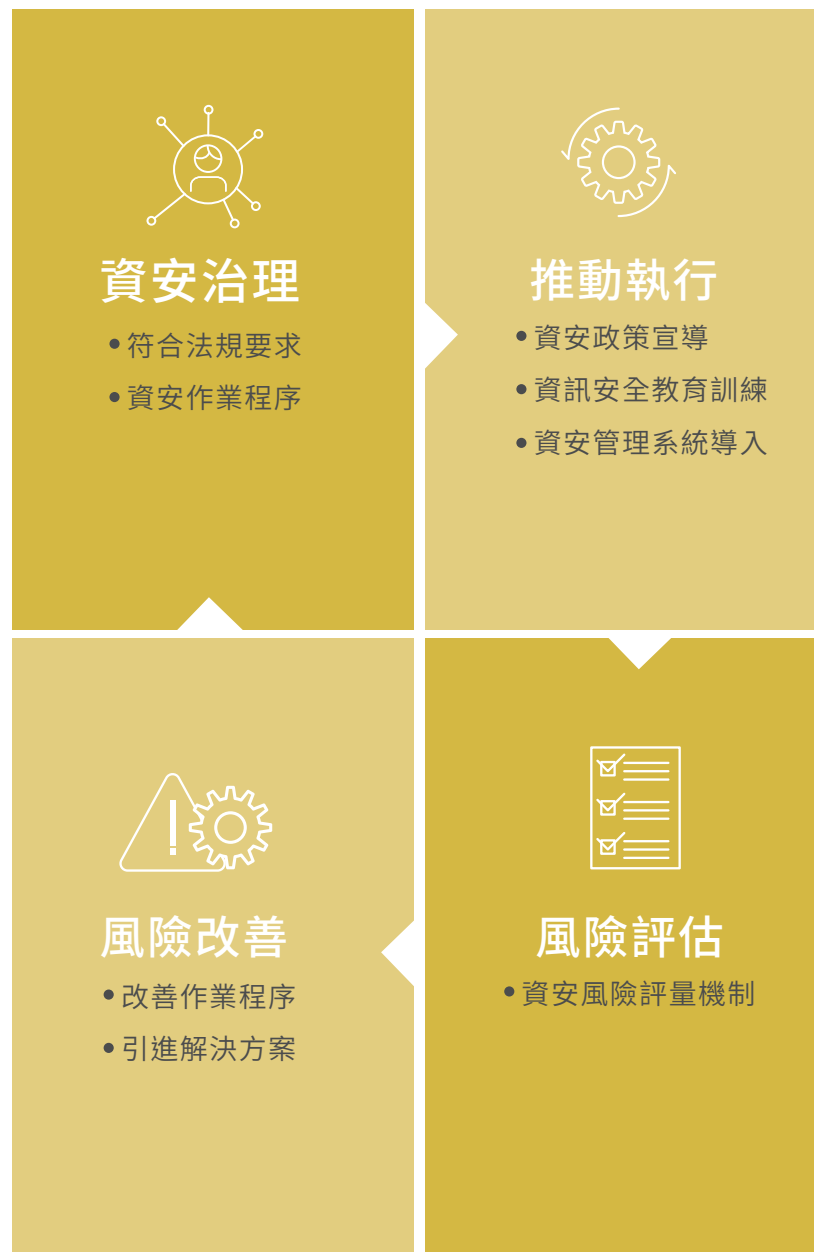 資安治理
•符合法規要求
•資安作業程序
推動執行
•資安政策宣導
•資訊安全教育訓練
•資安管理系統導入
風險改善
•改善作業程序
•引進解決方案
風險評估
•資安風險評量機制